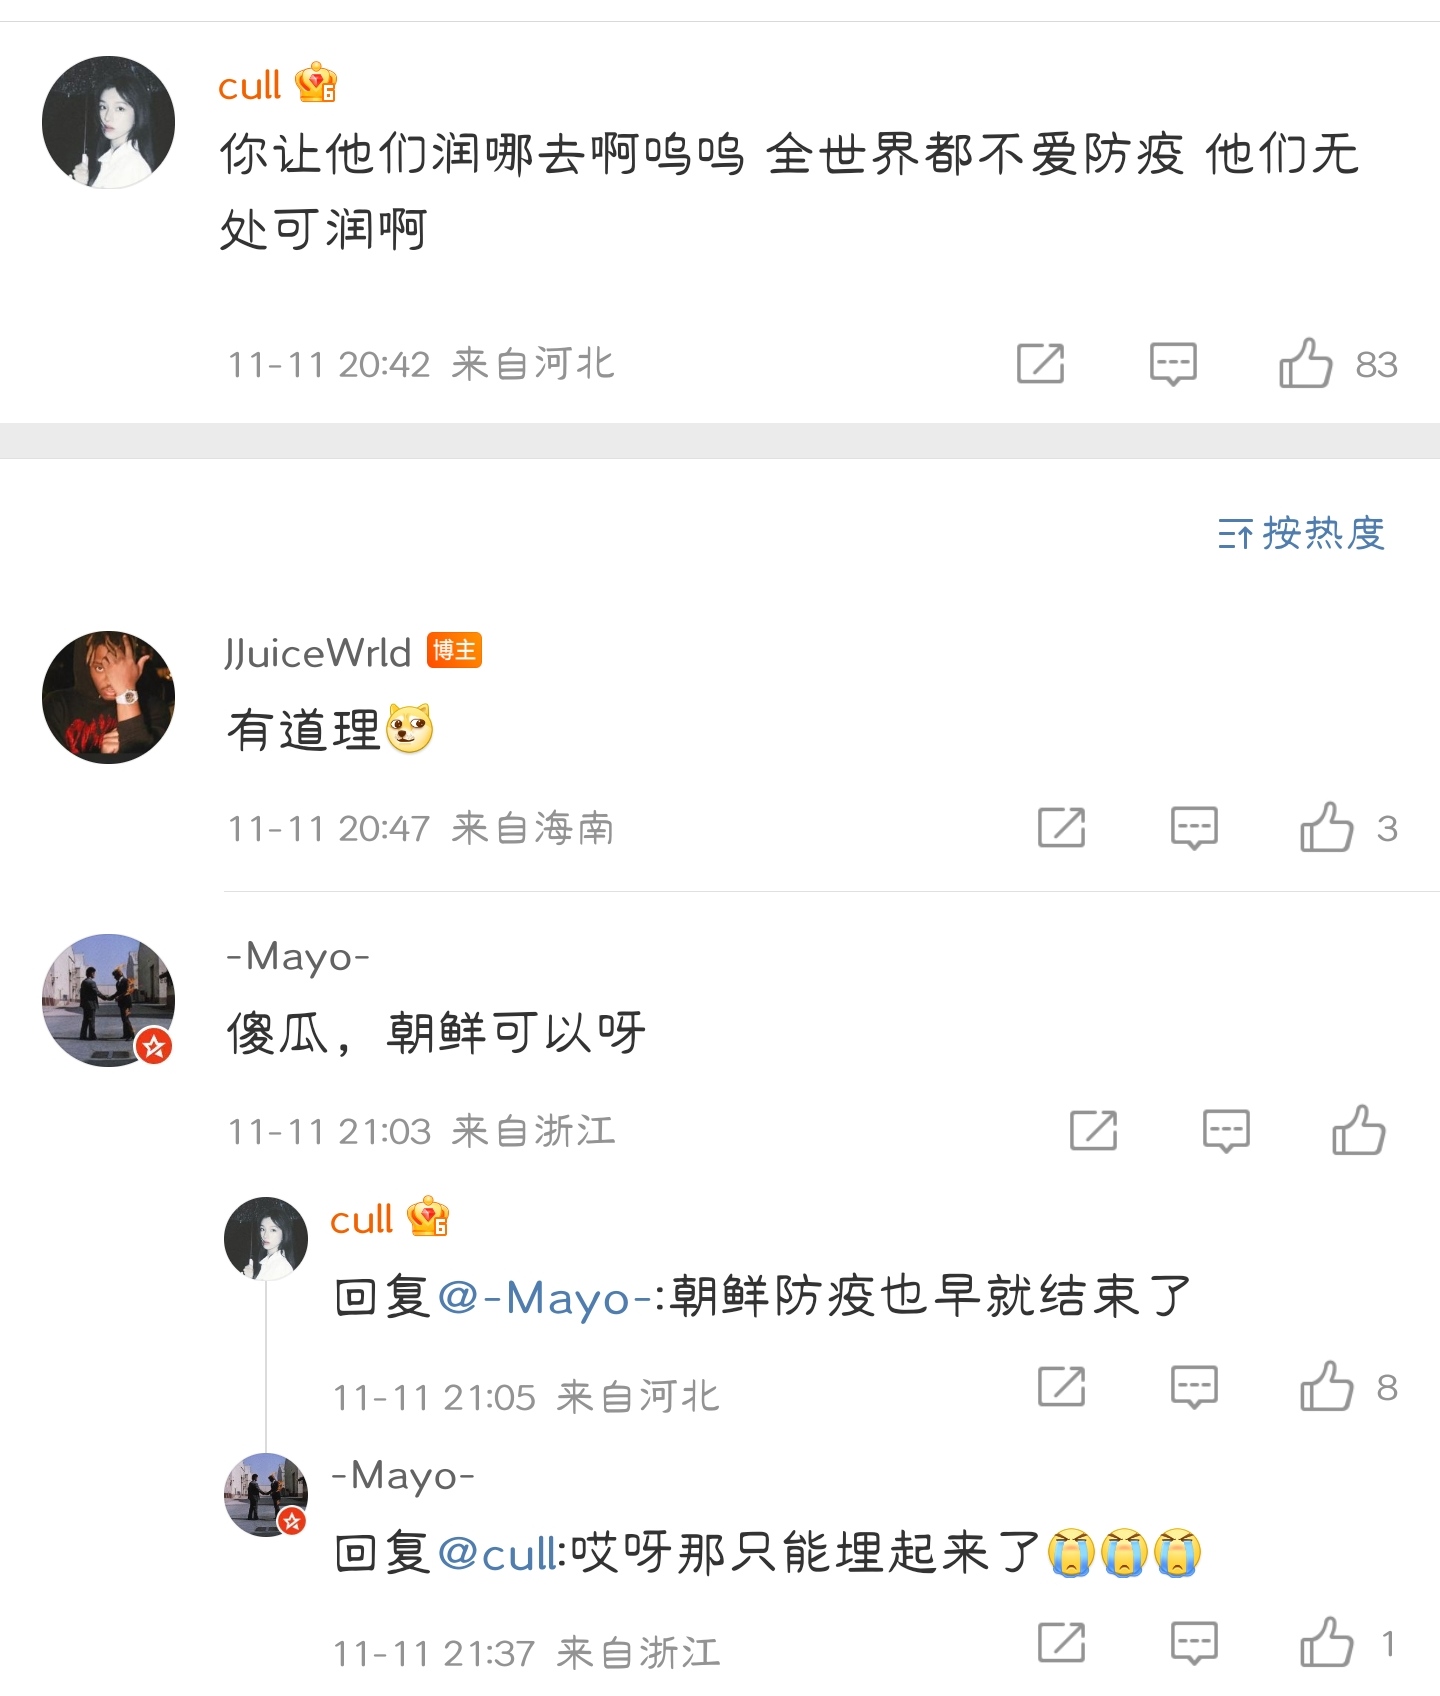 cull
你让他们润哪去啊呜呜 全世界都不爱防疫 他们无
处可润啊
11-11 20:42 来自河北
83
按热度
JJuiceWrld 博主
有道理
11-11 20:47 来自海南
3
-Mayo-
傻瓜，朝鲜可以呀
11-11 21:03 来自浙江
cull 6
回复@-Mayo-:朝鲜防疫也早就结束了
11-11 21:05 来自河北
8
-Mayo-
回复@cull:哎呀那只能埋起来了
11-11 21:37 来自浙江
1